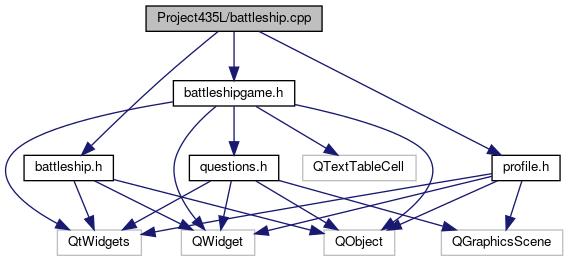 Project435L/battleship.cpp
battleshipgame.h
battleship.h
questions.h
QTextTableCell
profile.h
QtWidgets
QWidget
QObject
QGraphicsScene